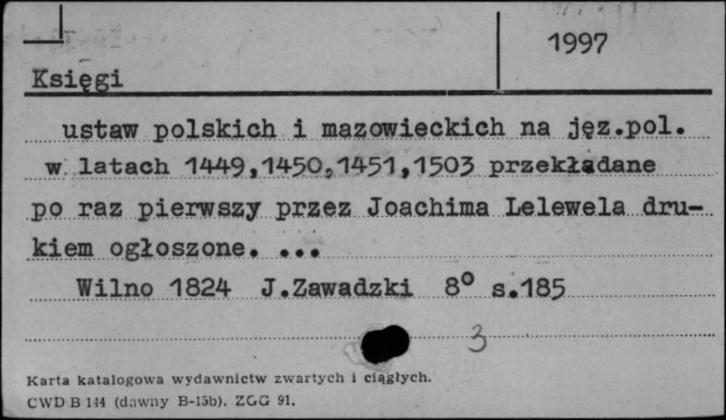 1997
Księgi
ustaw polskich i mazowieckich na jęz.pol.
w latach 1449,1450,1451,1503 przekładane
po raz pierwszy przez Joachima Lelewela dru-
kiem ogłoszone. ...
Wilno 1824 J.Zawadzki 8° s.185
3
Karta katalogowa wydawnictw zwartych i ciągłych.
CWD B 144 (dawny B-15b). ZGG 91.